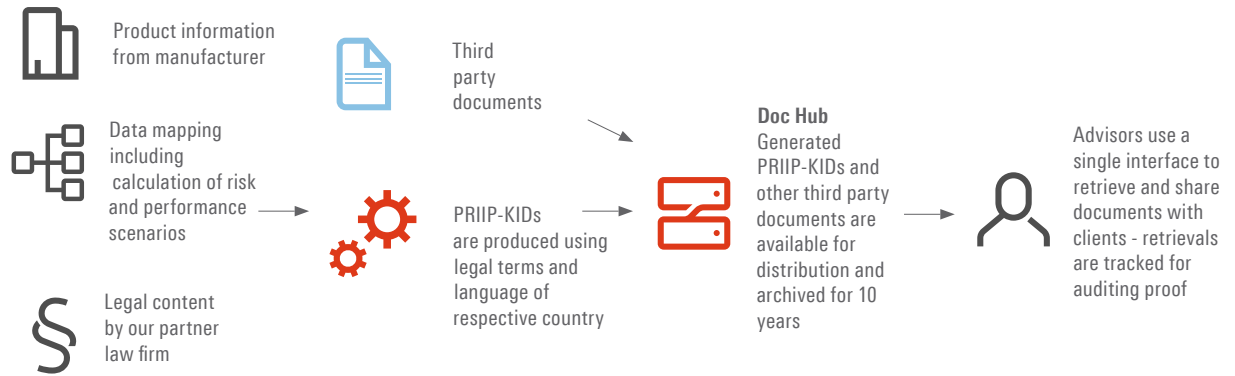 Product information
from manufacturer
Data mapping
including
calculation of risk
and performance
scenarios
Legal content
by our partner
law firm
Third
party
documents
PRIIP-KIDs
are produced using
legal terms and
language of
respective country
Doc Hub
Generated
PRIIP-KIDs and
other third party
documents are
available for
distribution and
archived for 10
years
Advisors use a
single interface to
retrieve and share
documents with
clients - retrievals
are tracked for
auditing proof